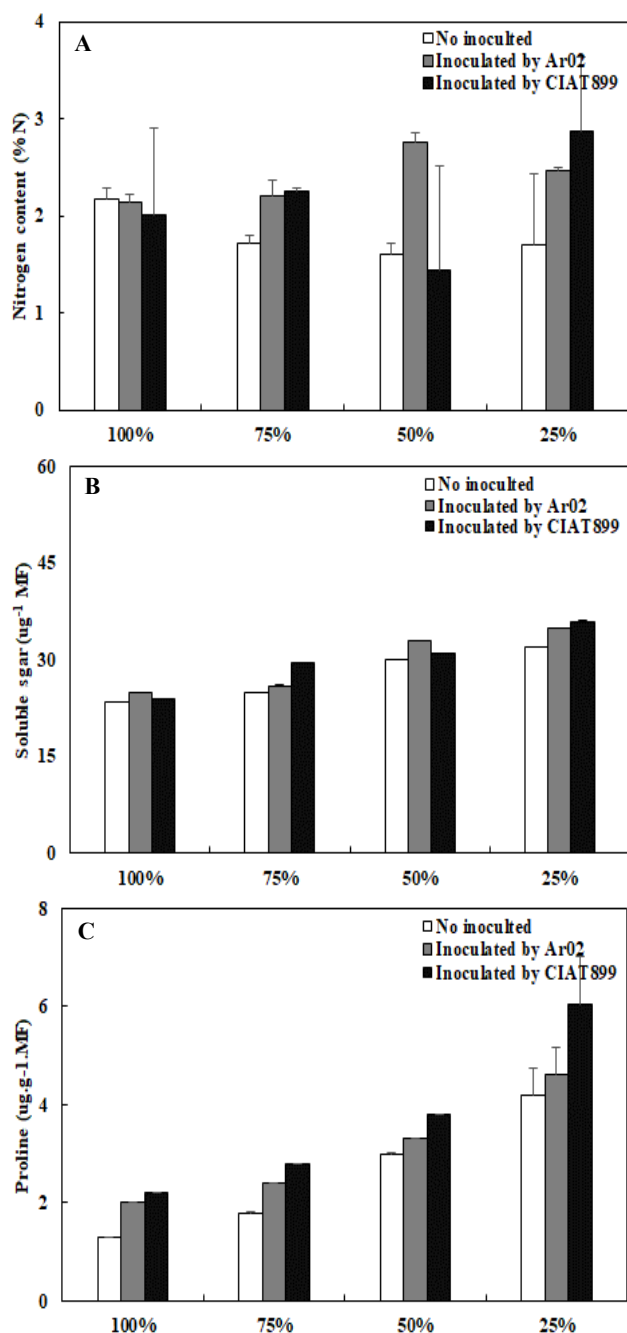 A
No inoculted
Inoculated by Ar02
Inoculated by CIAT899
Nitrogen content (%N)
4
3
2
1
0
100% 75% 50% 25%
B
No inoculted
Inoculated by Ar02
Inoculated by CIAT899
Soluble sgar (ug⁻¹ MF)
60
45
30
15
0
100% 75% 50% 25%
C
No inoculted
Inoculated by Ar02
Inoculated by CIAT899
Proline (ug.g-1.MF)
8
6
4
2
0
100% 75% 50% 25%